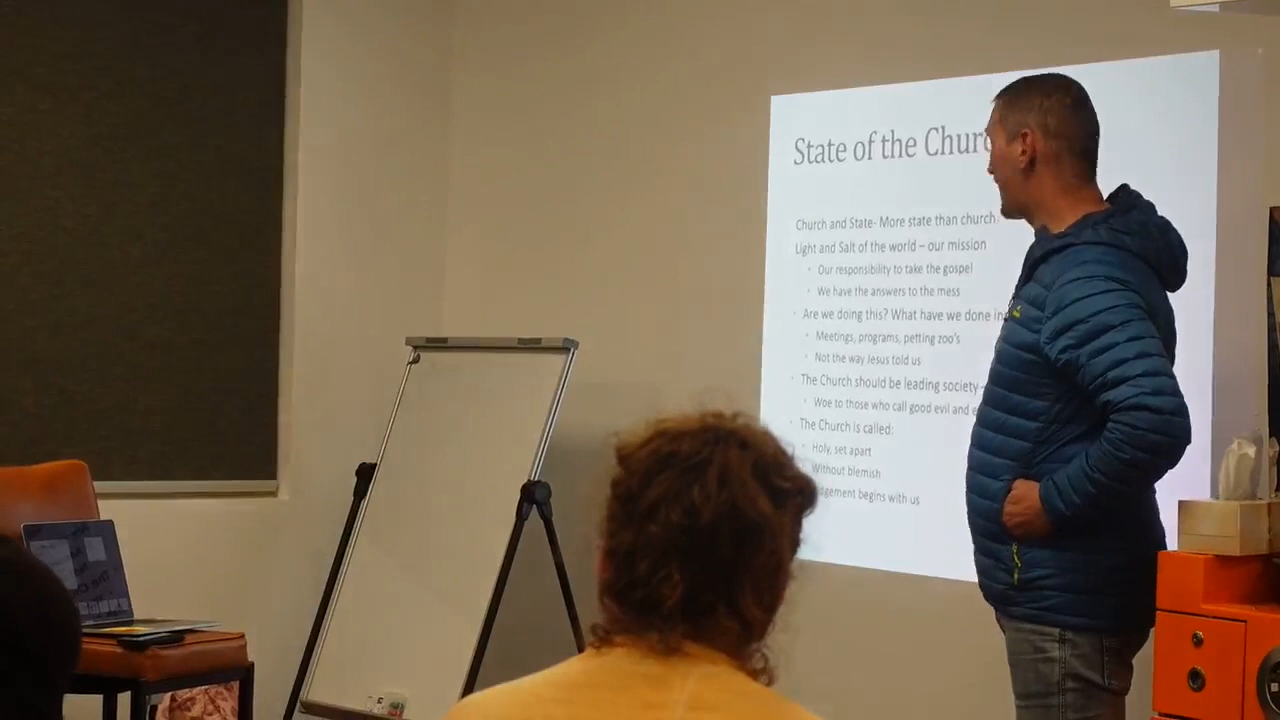 State of the Churc
Church and State- More state than church
Light and Salt of the world – our mission
Our responsibility to take the gospel
We have the answers to the mess
Are we doing this? What have we done in
Meetings, programs, petting zoo's
Not the way Jesus told us
The Church should be leading society -
Woe to those who call good evil and e
The Church is called:
Holy, set apart
Without blemish
dgement begins with us